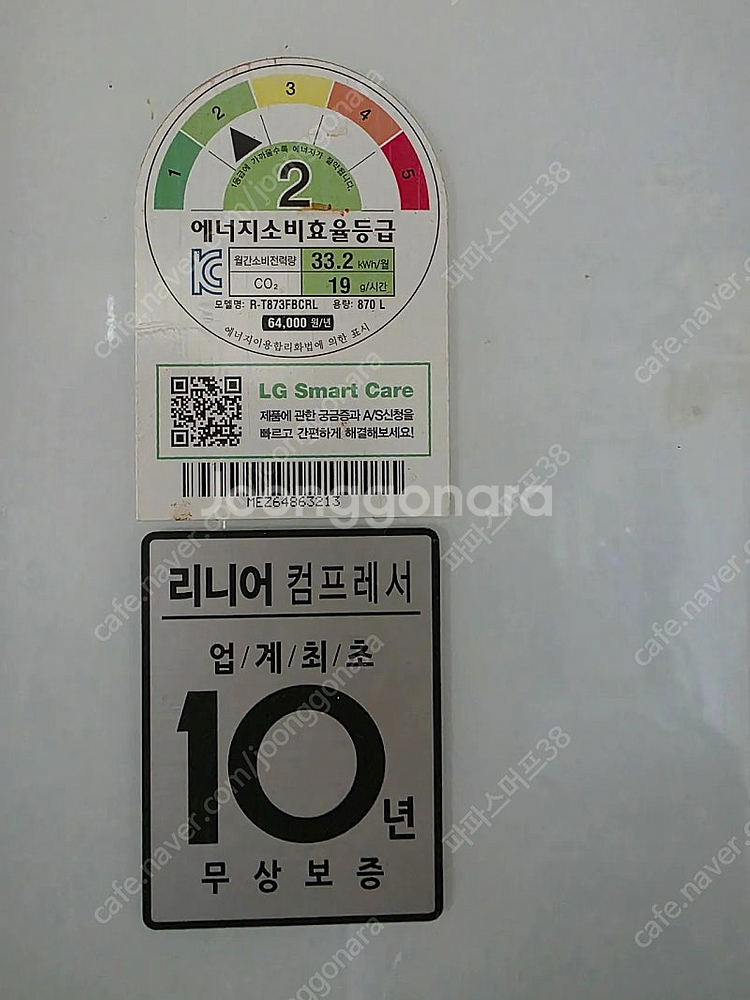 1 2 3 4 5
1등급에 가까울수록 에너지가 절약됩니다.
2
에너지소비효율등급
월간소비전력량 33.2 kWh/월
CO₂ 19 g/시간
모델명: R-T873FBCRL 용량: 870 L
64,000 원/년
에너지이용합리화법에 의한 표시
LG Smart Care
제품에 관한 궁금증과 A/S신청을
빠르고 간편하게 해결해보세요!
MEZ64863213
joonggonara
리니어 컴프레서
업/계/최/초
10년
무상보증
cafe.naver.com/joonggonara
파파스머프38